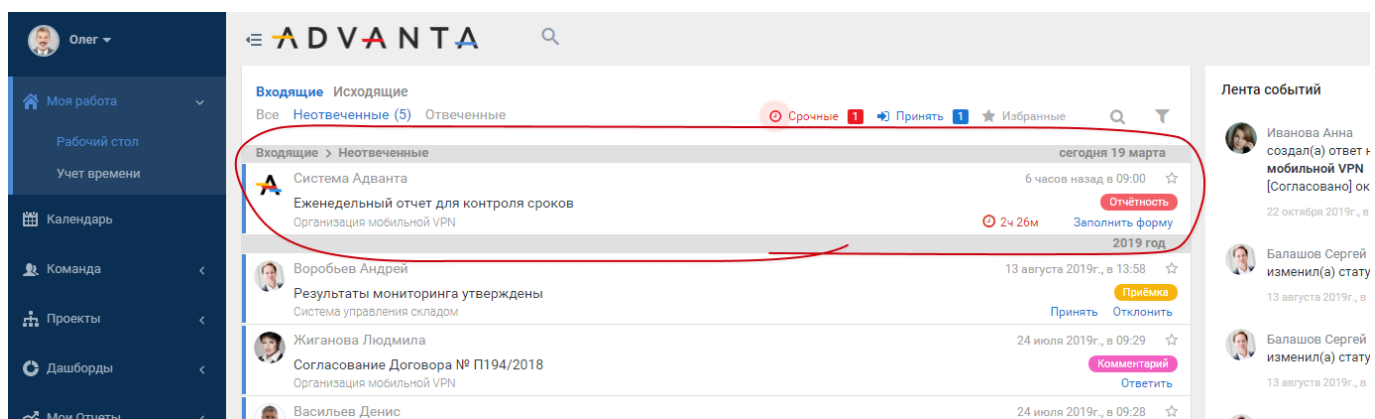 Олег
ADVANTA
Моя работа
Рабочий стол
Учет времени
Календарь
Команда
Проекты
Дашборды
Мои Отчеты
Входящие Исходящие
Все Неотвеченные (5) Отвеченные
Срочные 1 Принять 1 Избранные
Входящие > Неотвеченные сегодня 19 марта
Система Адванта 6 часов назад в 09:00
Еженедельный отчет для контроля сроков Отчётность
Организация мобильной VPN 2ч 26м Заполнить форму
2019 год
Воробьев Андрей 13 августа 2019г., в 13:58
Результаты мониторинга утверждены Приёмка
Система управления складом Принять Отклонить
Жиганова Людмила 24 июля 2019г., в 09:29
Согласование Договора № П194/2018 Комментарий
Организация мобильной VPN Ответить
Васильев Денис 24 июля 2019г., в 09:28
Лента событий
Иванова Анна
создал(а) ответ н
мобильной VPN
[Согласовано] ок
22 октября 2019г., в
Балашов Сергей
изменил(а) стату
13 августа 2019г., в
Балашов Сергей
изменил(а) стату
13 августа 2019г., в